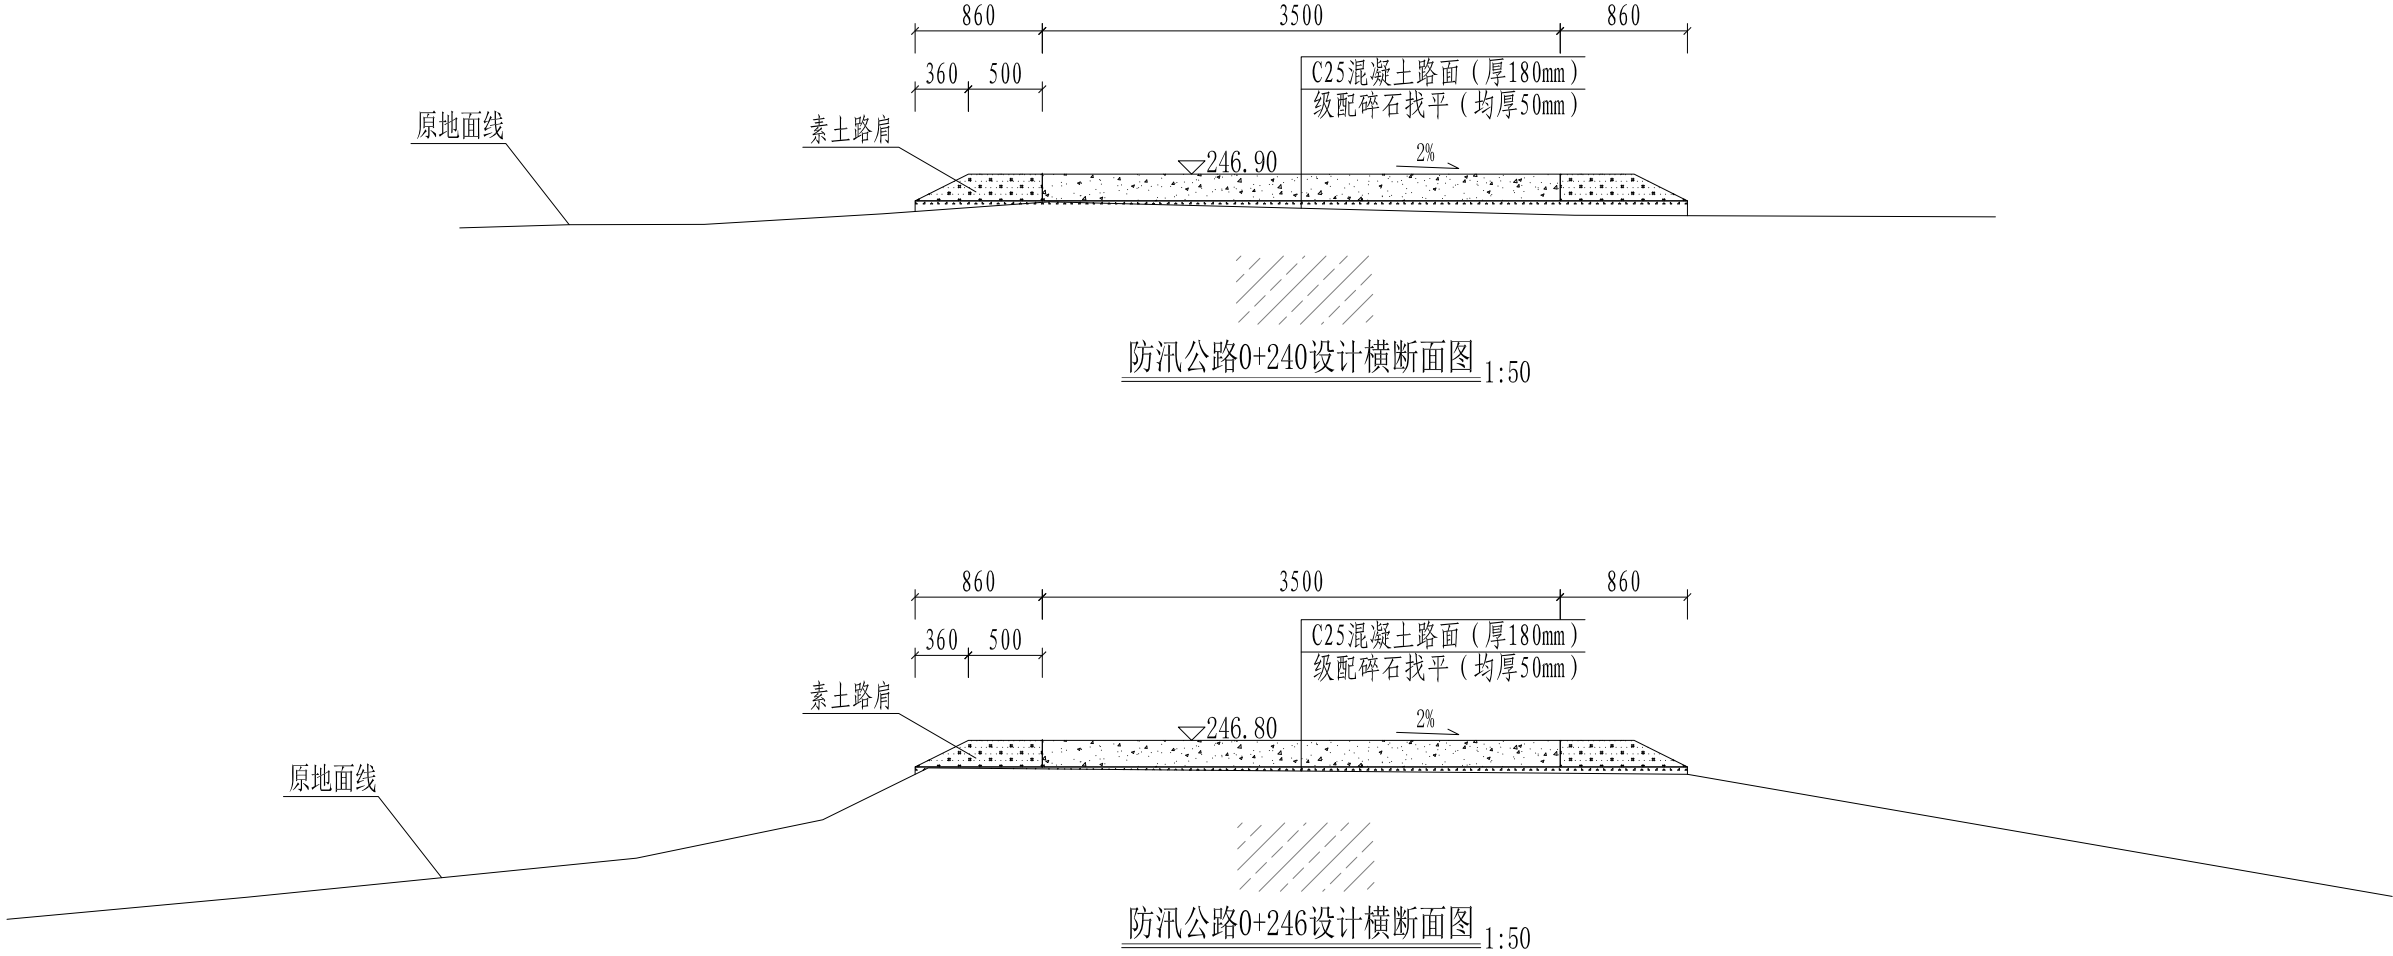 860 3500 860
360 500
C25混凝土路面（厚180mm）
级配碎石找平（均厚50mm）
原地面线
素土路肩
246.90
2%
防汛公路0+240设计横断面图 1:50
860 3500 860
360 500
C25混凝土路面（厚180mm）
级配碎石找平（均厚50mm）
素土路肩
246.80
2%
原地面线
防汛公路0+246设计横断面图 1:50